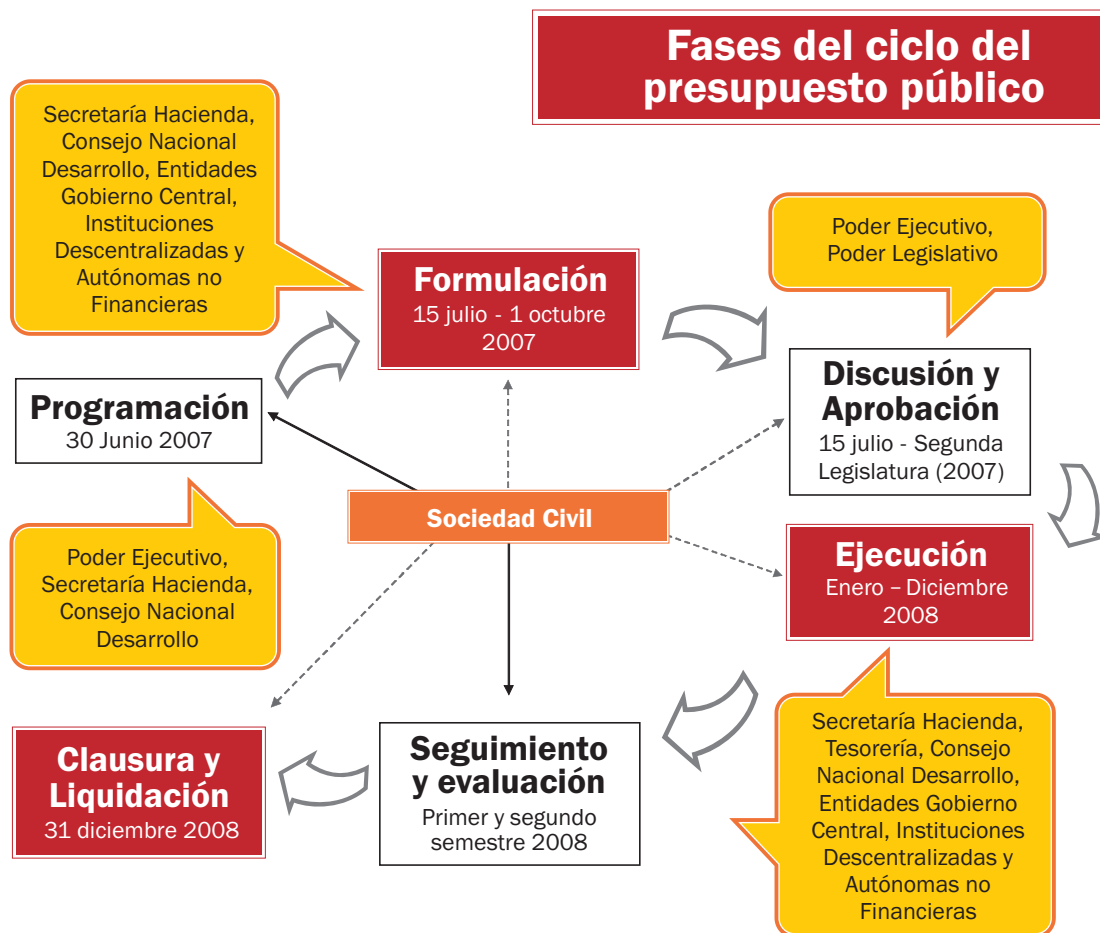 Fases del ciclo del
presupuesto público
Secretaría Hacienda,
Consejo Nacional
Desarrollo, Entidades
Gobierno Central,
Instituciones
Descentralizadas y
Autónomas no
Financieras
Formulación
15 julio - 1 octubre
2007
Poder Ejecutivo,
Poder Legislativo
Programación
30 Junio 2007
Discusión y
Aprobación
15 julio - Segunda
Legislatura (2007)
Sociedad Civil
Poder Ejecutivo,
Secretaría Hacienda,
Consejo Nacional
Desarrollo
Ejecución
Enero – Diciembre
2008
Clausura y
Liquidación
31 diciembre 2008
Seguimiento
y evaluación
Primer y segundo
semestre 2008
Secretaría Hacienda,
Tesorería, Consejo
Nacional Desarrollo,
Entidades Gobierno
Central, Instituciones
Descentralizadas y
Autónomas no
Financieras